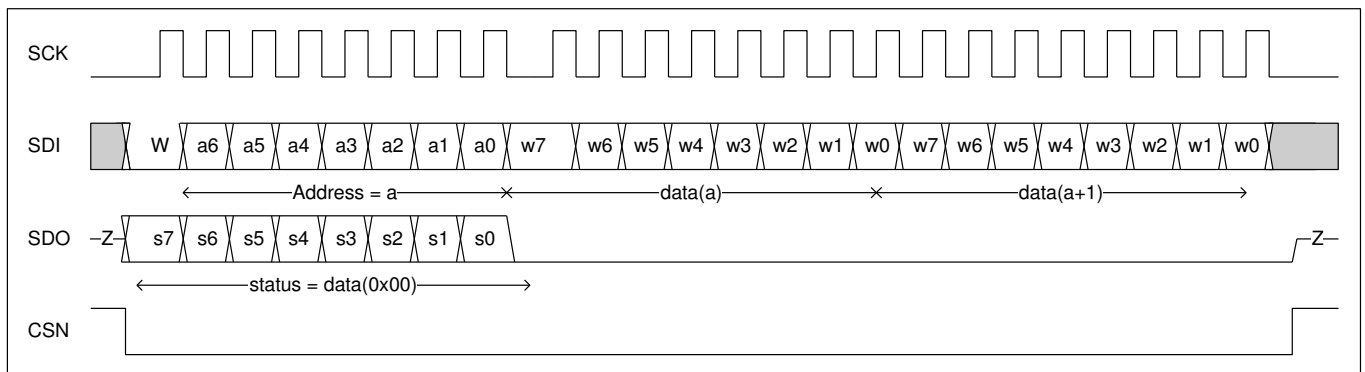 SCK
SDI W a6 a5 a4 a3 a2 a1 a0 w7 w6 w5 w4 w3 w2 w1 w0 w7 w6 w5 w4 w3 w2 w1 w0
Address = a data(a) data(a+1)
SDO Z s7 s6 s5 s4 s3 s2 s1 s0 Z
status = data(0x00)
CSN